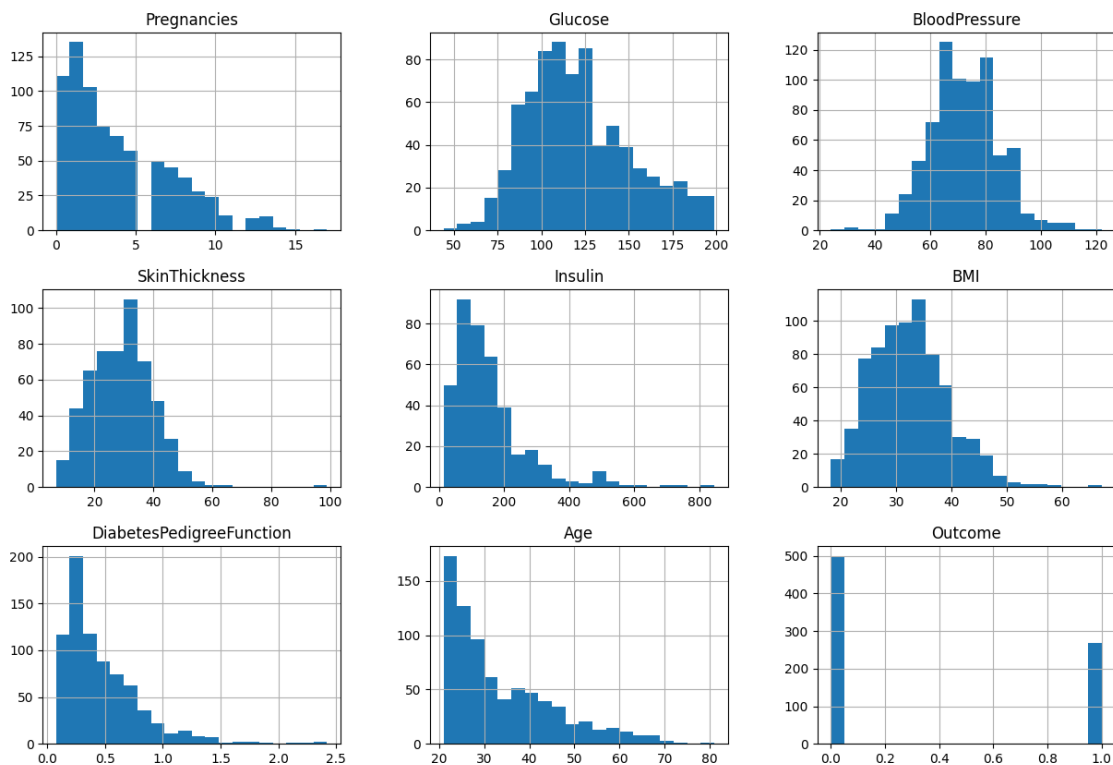 Pregnancies
125
100
75
50
25
0
0 5 10 15
Glucose
80
60
40
20
0
50 75 100 125 150 175 200
BloodPressure
120
100
80
60
40
20
0
20 40 60 80 100 120
SkinThickness
100
80
60
40
20
0
20 40 60 80 100
Insulin
80
60
40
20
0
0 200 400 600 800
BMI
100
80
60
40
20
0
20 30 40 50 60
DiabetesPedigreeFunction
200
150
100
50
0
0.0 0.5 1.0 1.5 2.0 2.5
Age
150
100
50
0
20 30 40 50 60 70 80
Outcome
500
400
300
200
100
0
0.0 0.2 0.4 0.6 0.8 1.0